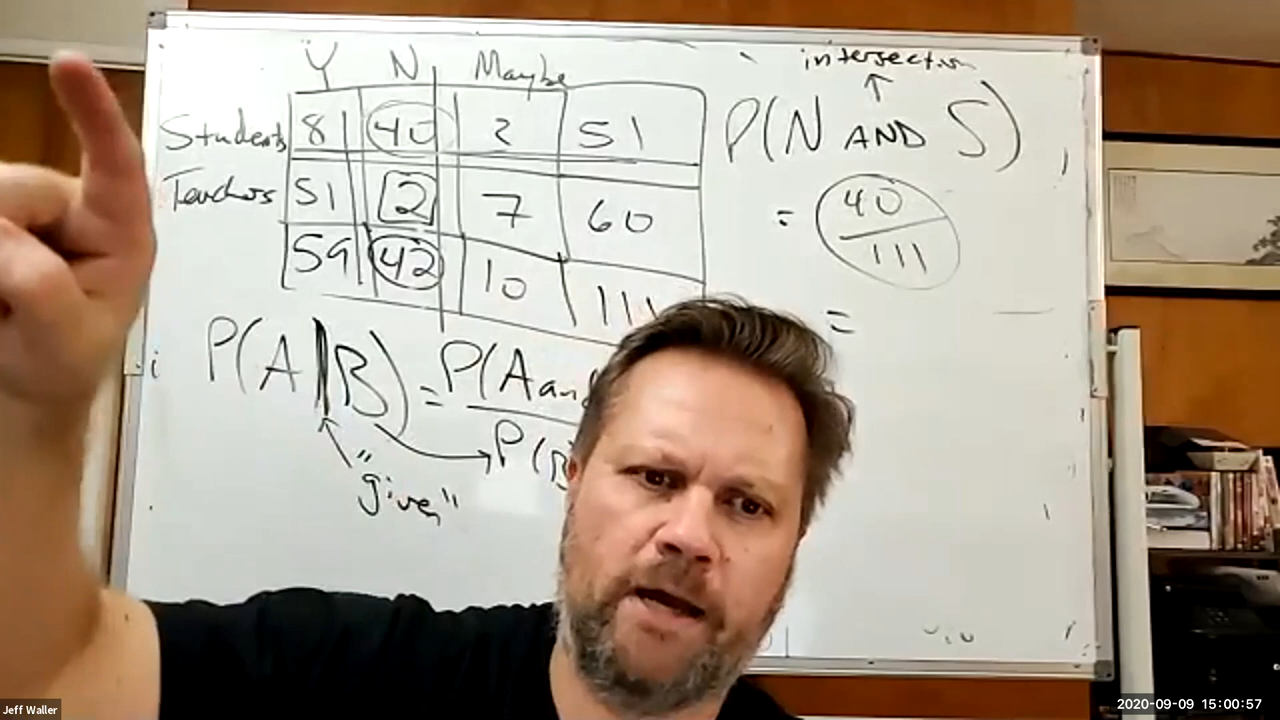 intersection
Y N Maybe
P(N AND S)
Students 81 40 2 51
Teachers 51 2 7 60
= 40/111
59 42 10 111
=
P(A|B) = P(A and
P(B
"given"
Jeff Waller
2020-09-09 15:00:57